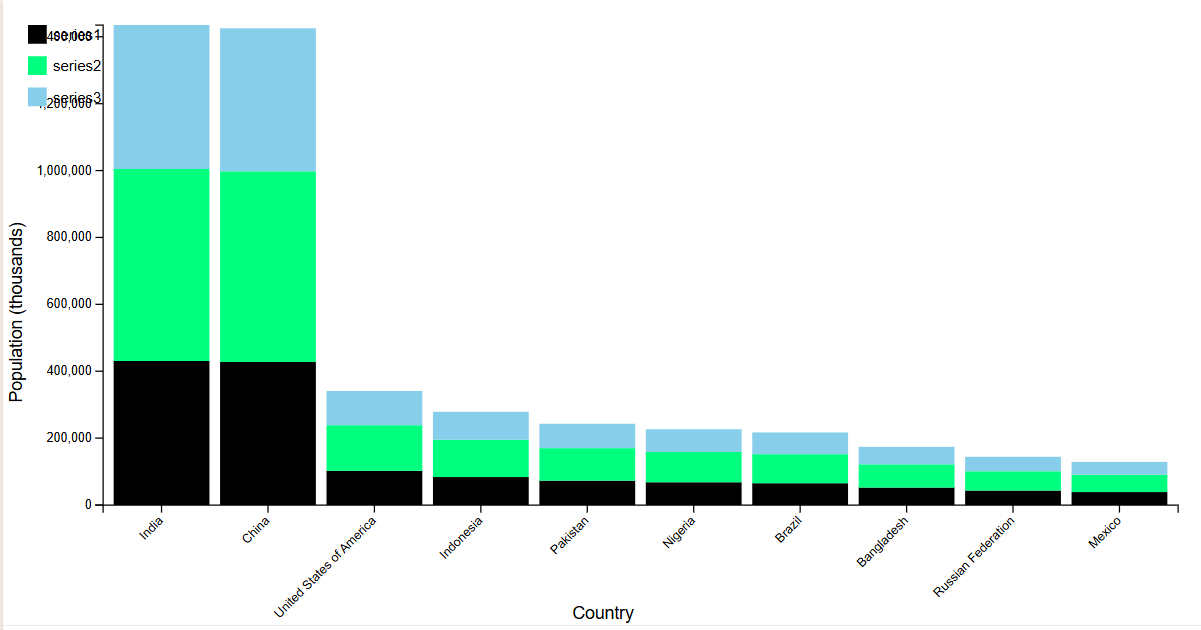 series1
series2
series3
1,000,000
800,000
600,000
400,000
200,000
0
Population (thousands)
India
China
United States of America
Indonesia
Pakistan
Nigeria
Brazil
Bangladesh
Russian Federation
Mexico
Country